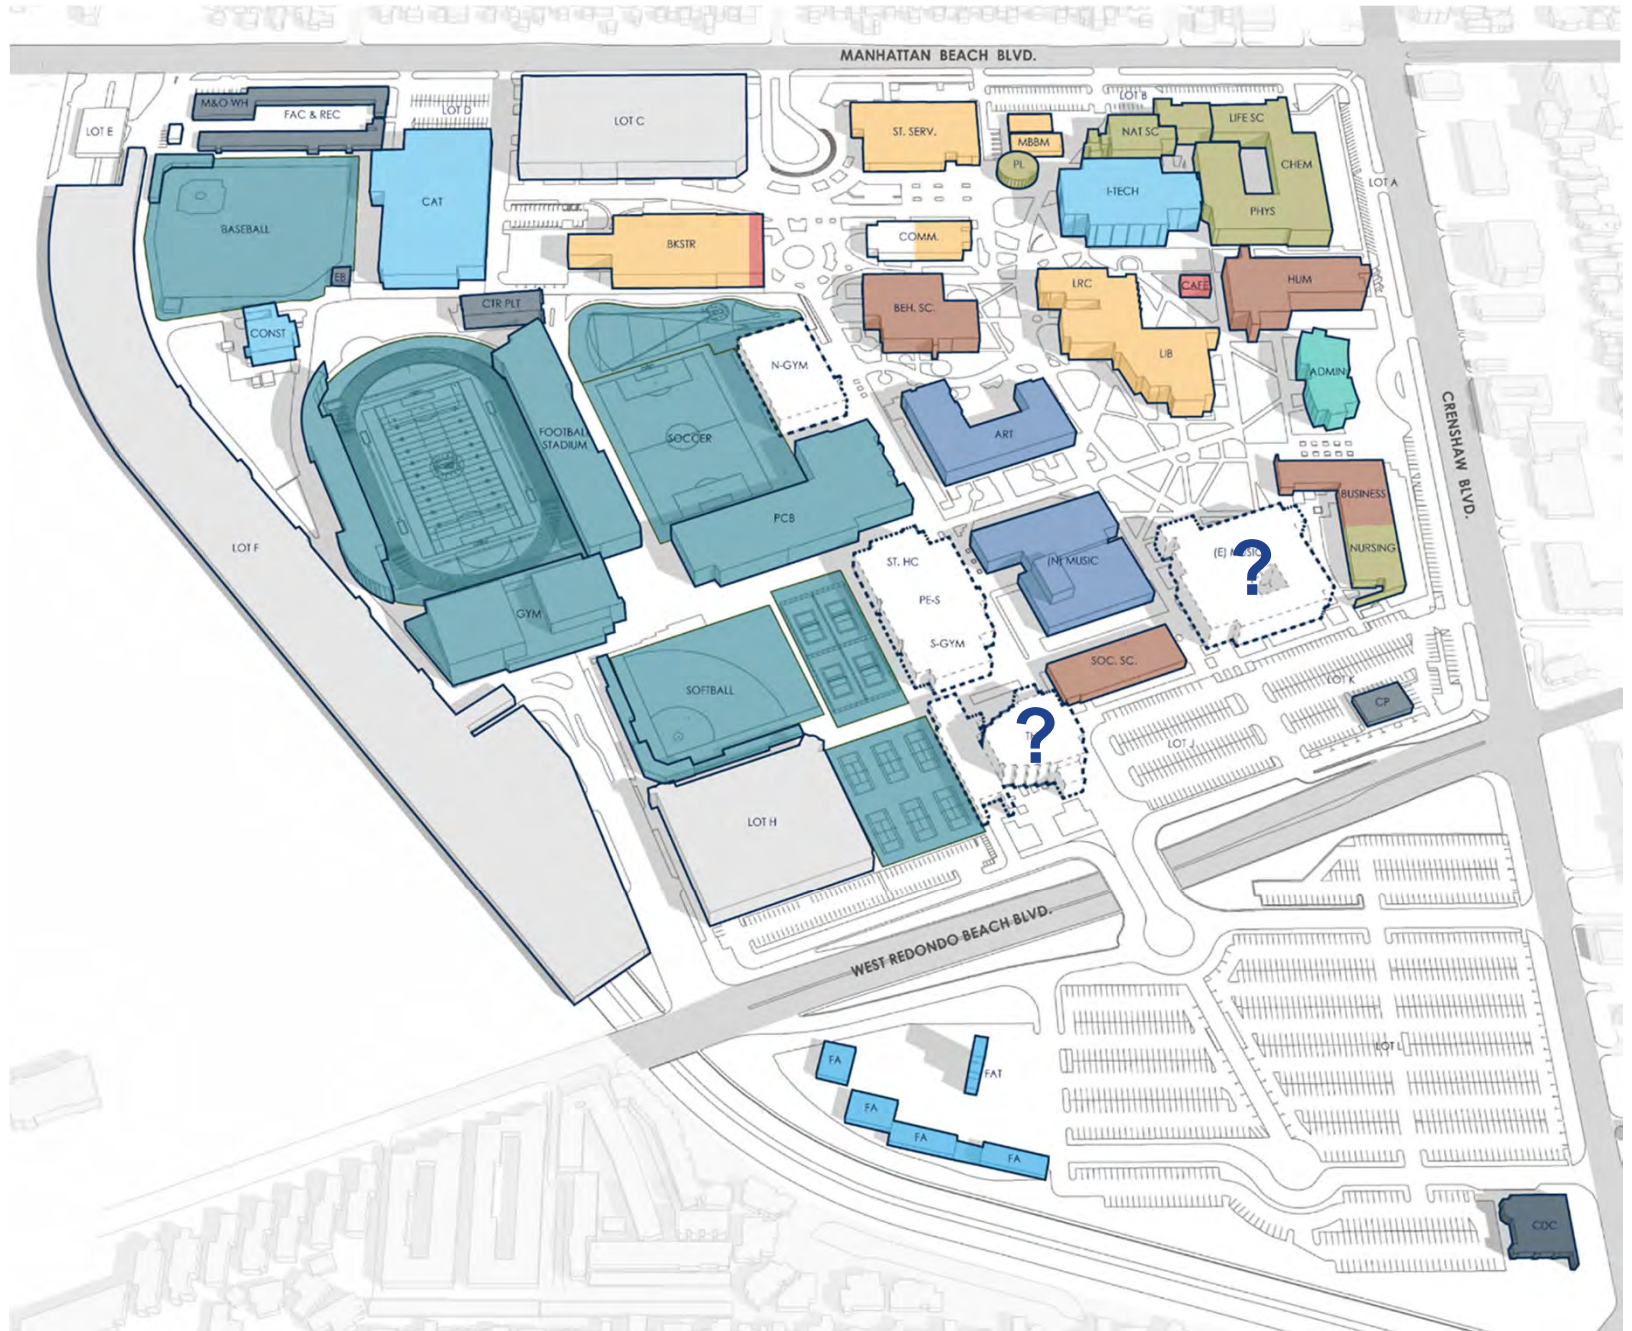 MANHATTAN BEACH BLVD.
M&O WH
FAC & REC
LOT E
LOT D
LOT C
ST. SERV.
MBBM
PL
LOT B
NAT SC
LIFE SC
CHEM
I-TECH
PHYS
LOT A
BASEBALL
CAT
EB
BKSTR
COMM.
CONST
CTR PLT
BEH. SC.
LRC
CAFE
HUM
LIB
ADMIN
N-GYM
SOCCER
FOOTBALL
STADIUM
ART
CRENSHAW BLVD.
PCB
BUSINESS
NURSING
LOT F
ST. HC
PE-S
S-GYM
(N) MUSIC
(E) MUSIC
?
GYM
SOFTBALL
SOC. SC.
?
LOT K
CP
LOT J
LOT H
WEST REDONDO BEACH BLVD.
FA
FAT
FA
FA
FA
LOT L
CDC